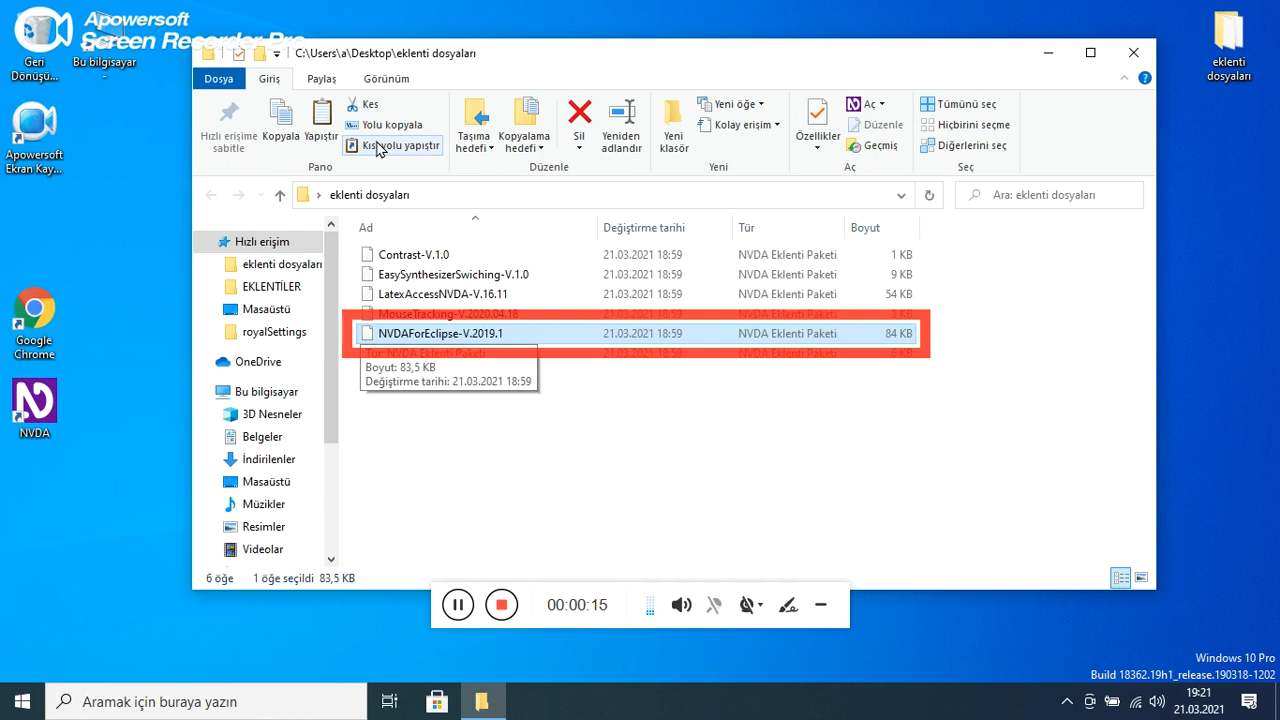 Apowersoft
Screen Recorder Pro
Geri
Dönüşü...
Bu bilgisayar
-
Apowersoft
Ekran Kay...
Google
Chrome
NVDA
eklenti
dosyaları
C:\Users\a\Desktop\eklenti dosyaları
Dosya Giriş Paylaş Görünüm
Hızlı erişime
sabitle
Kopyala
Yapıştır
Kes
Yolu kopyala
Kısayolu yapıştır
Pano
Taşıma
hedefi
Kopyalama
hedefi
Sil
Yeniden
adlandır
Düzenle
Yeni
klasör
Yeni öğe
Kolay erişim
Yeni
Özellikler
Aç
Düzenle
Geçmiş
Aç
Tümünü seç
Hiçbirini seçme
Diğerlerini seç
Seç
eklenti dosyaları
Ara: eklenti dosyaları
Hızlı erişim
eklenti dosyaları
EKLENTİLER
Masaüstü
royalSettings
OneDrive
Bu bilgisayar
3D Nesneler
Belgeler
İndirilenler
Masaüstü
Müzikler
Resimler
Videolar
Ad Değiştirme tarihi Tür Boyut
Contrast-V.1.0 21.03.2021 18:59 NVDA Eklenti Paketi 1 KB
EasySynthesizerSwiching-V.1.0 21.03.2021 18:59 NVDA Eklenti Paketi 9 KB
LatexAccessNVDA-V.16.11 21.03.2021 18:59 NVDA Eklenti Paketi 54 KB
MouseTracking-V.2020.04.18 21.03.2021 18:59 NVDA Eklenti Paketi 3 KB
NVDAForEclipse-V.2019.1 21.03.2021 18:59 NVDA Eklenti Paketi 84 KB
21.03.2021 18:59 NVDA Eklenti Paketi 6 KB
Tür: NVDA Eklenti Paketi
Boyut: 83,5 KB
Değiştirme tarihi: 21.03.2021 18:59
6 öğe 1 öğe seçildi 83,5 KB
00:00:15
Windows 10 Pro
Build 18362.19h1_release.190318-1202
Aramak için buraya yazın
19:21
21.03.2021